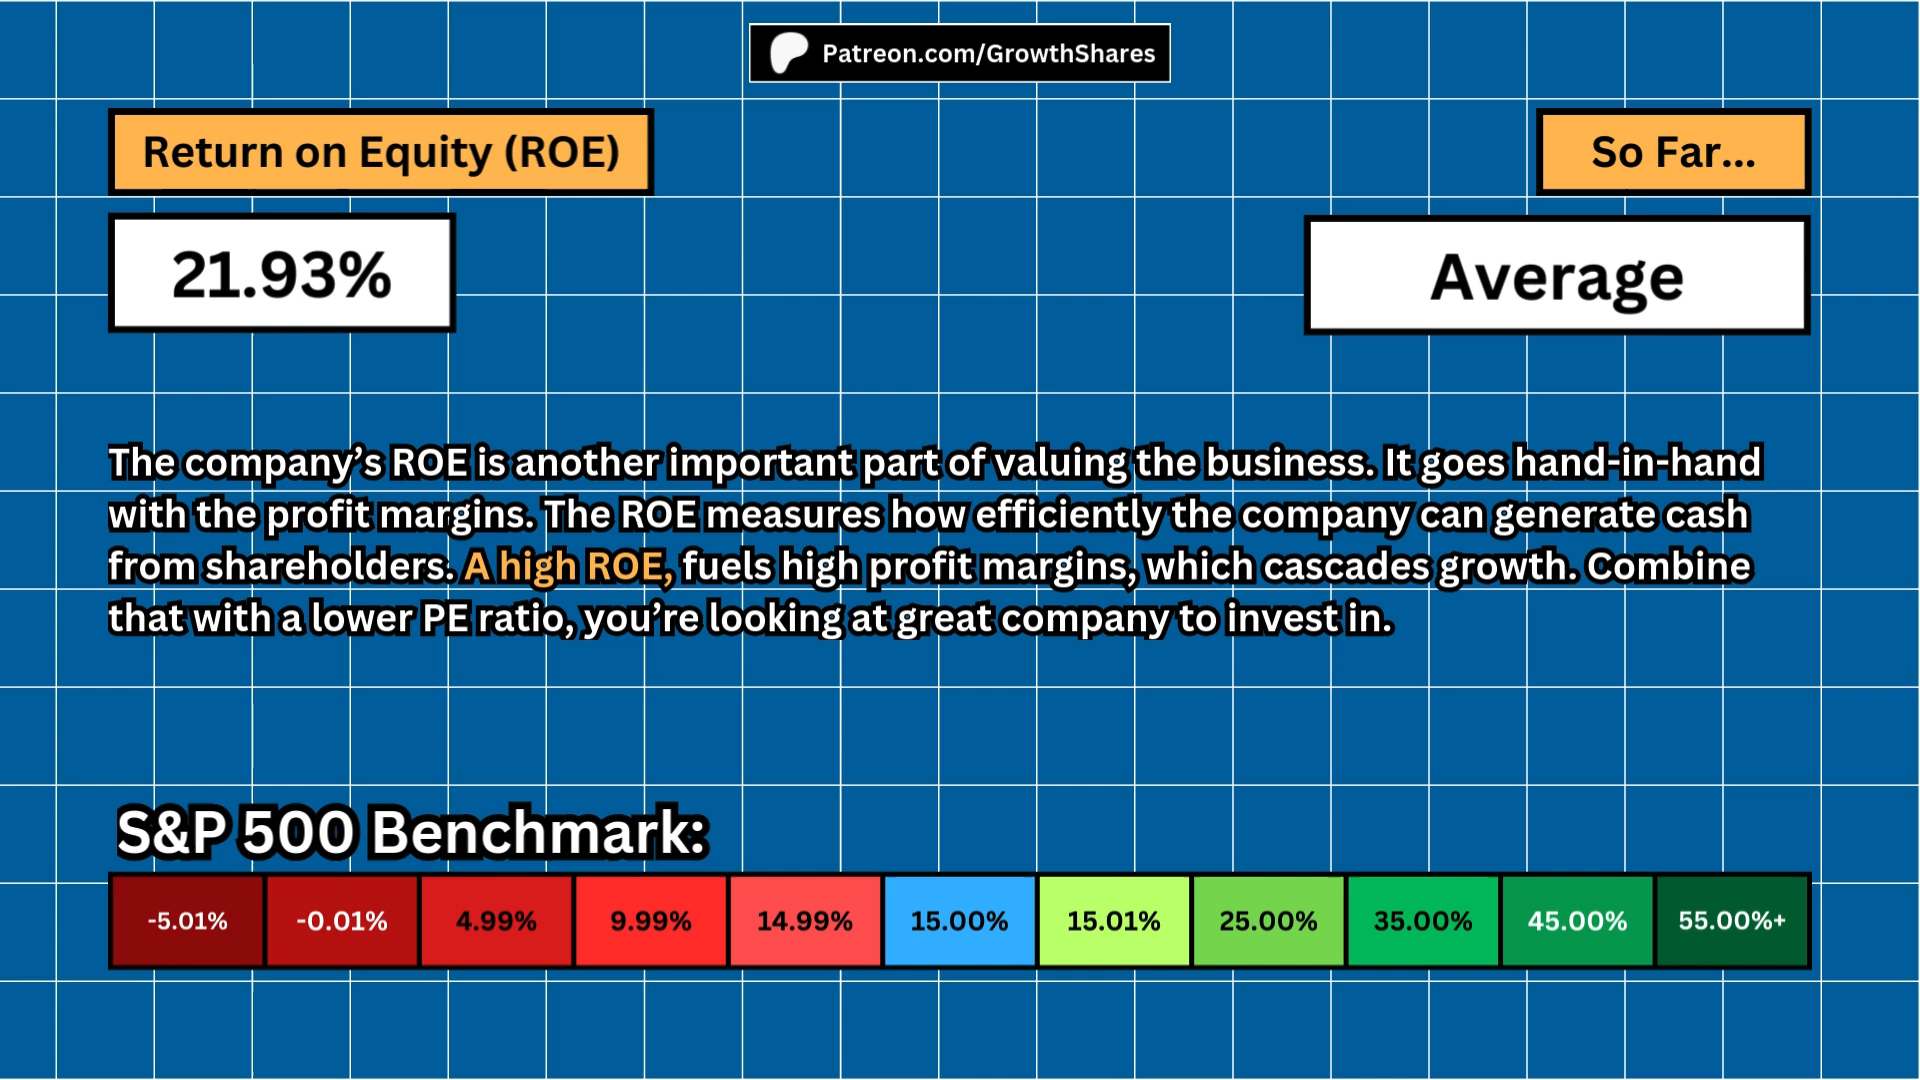 Patreon.com/GrowthShares
Return on Equity (ROE)
So Far...
21.93%
Average
The company’s ROE is another important part of valuing the business. It goes hand-in-hand
with the profit margins. The ROE measures how efficiently the company can generate cash
from shareholders. A high ROE, fuels high profit margins, which cascades growth. Combine
that with a lower PE ratio, you’re looking at great company to invest in.
S&P 500 Benchmark:
-5.01% -0.01% 4.99% 9.99% 14.99% 15.00% 15.01% 25.00% 35.00% 45.00% 55.00%+